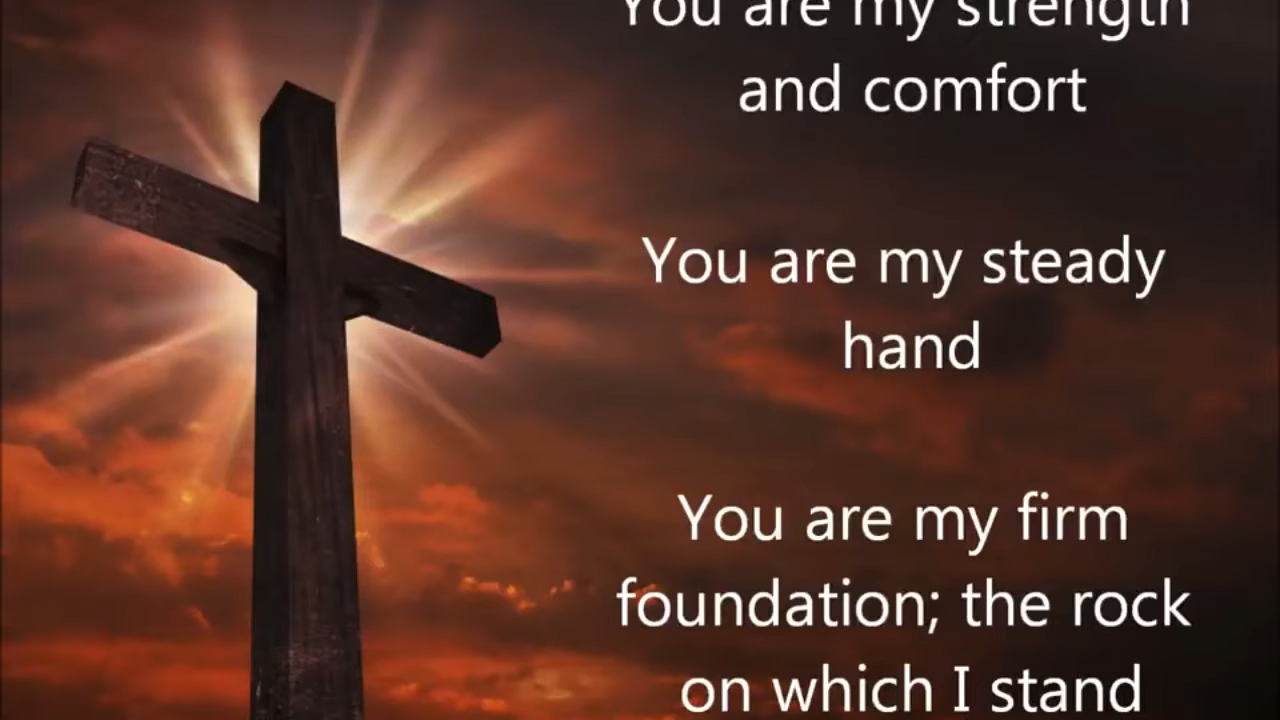 You are my strength
and comfort
You are my steady
hand
You are my firm
foundation; the rock
on which I stand